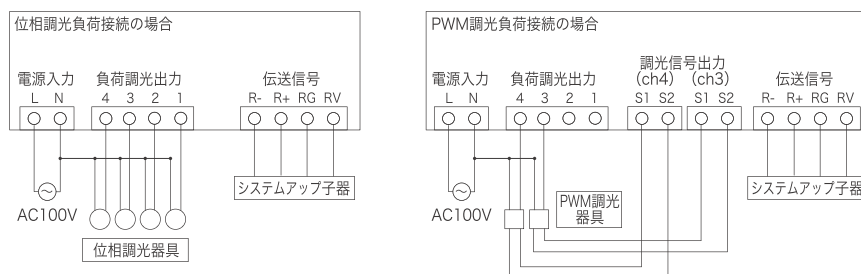 位相調光負荷接続の場合
電源入力 負荷調光出力 伝送信号
L N 4 3 2 1 R- R+ RG RV
システムアップ子器
AC100V
位相調光器具
PWM調光負荷接続の場合
調光信号出力
電源入力 負荷調光出力 (ch4) (ch3) 伝送信号
L N 4 3 2 1 S1 S2 S1 S2 R- R+ RG RV
システムアップ子器
PWM調光
器具
AC100V